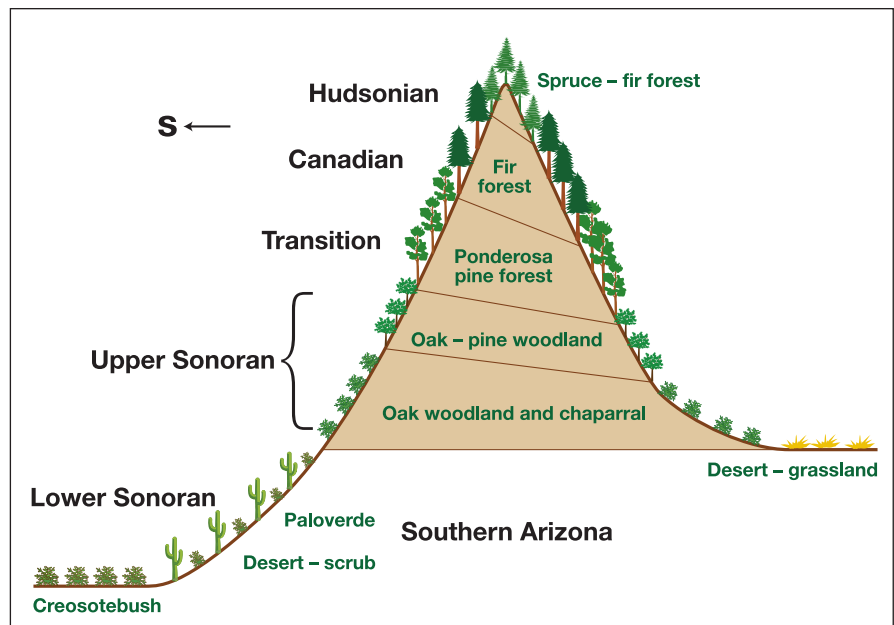 Hudsonian
Spruce – fir forest
S
Canadian
Fir
forest
Transition
Ponderosa
pine forest
Upper Sonoran
Oak – pine woodland
Oak woodland and chaparral
Desert – grassland
Lower Sonoran
Paloverde
Southern Arizona
Desert – scrub
Creosotebush